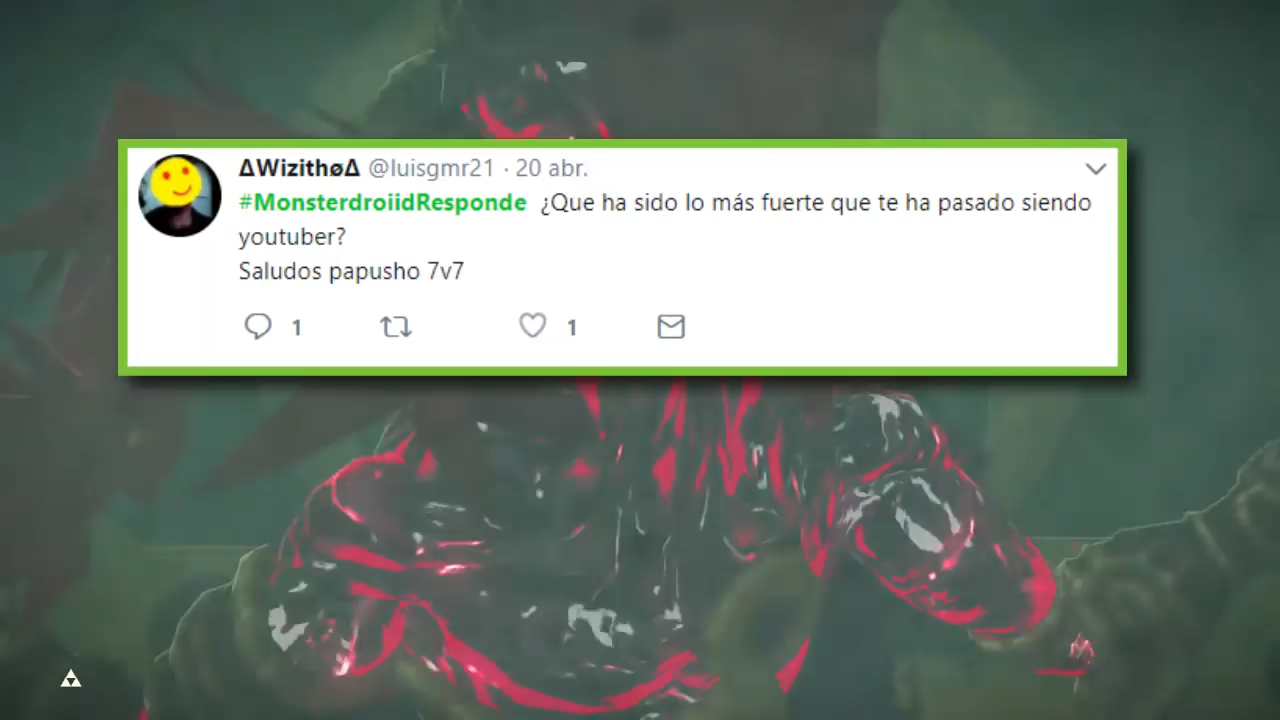 ∆Wizithø∆ @luisgmr21 · 20 abr.
#MonsterdroiidResponde ¿Que ha sido lo más fuerte que te ha pasado siendo
youtuber?
Saludos papusho 7v7
1 1